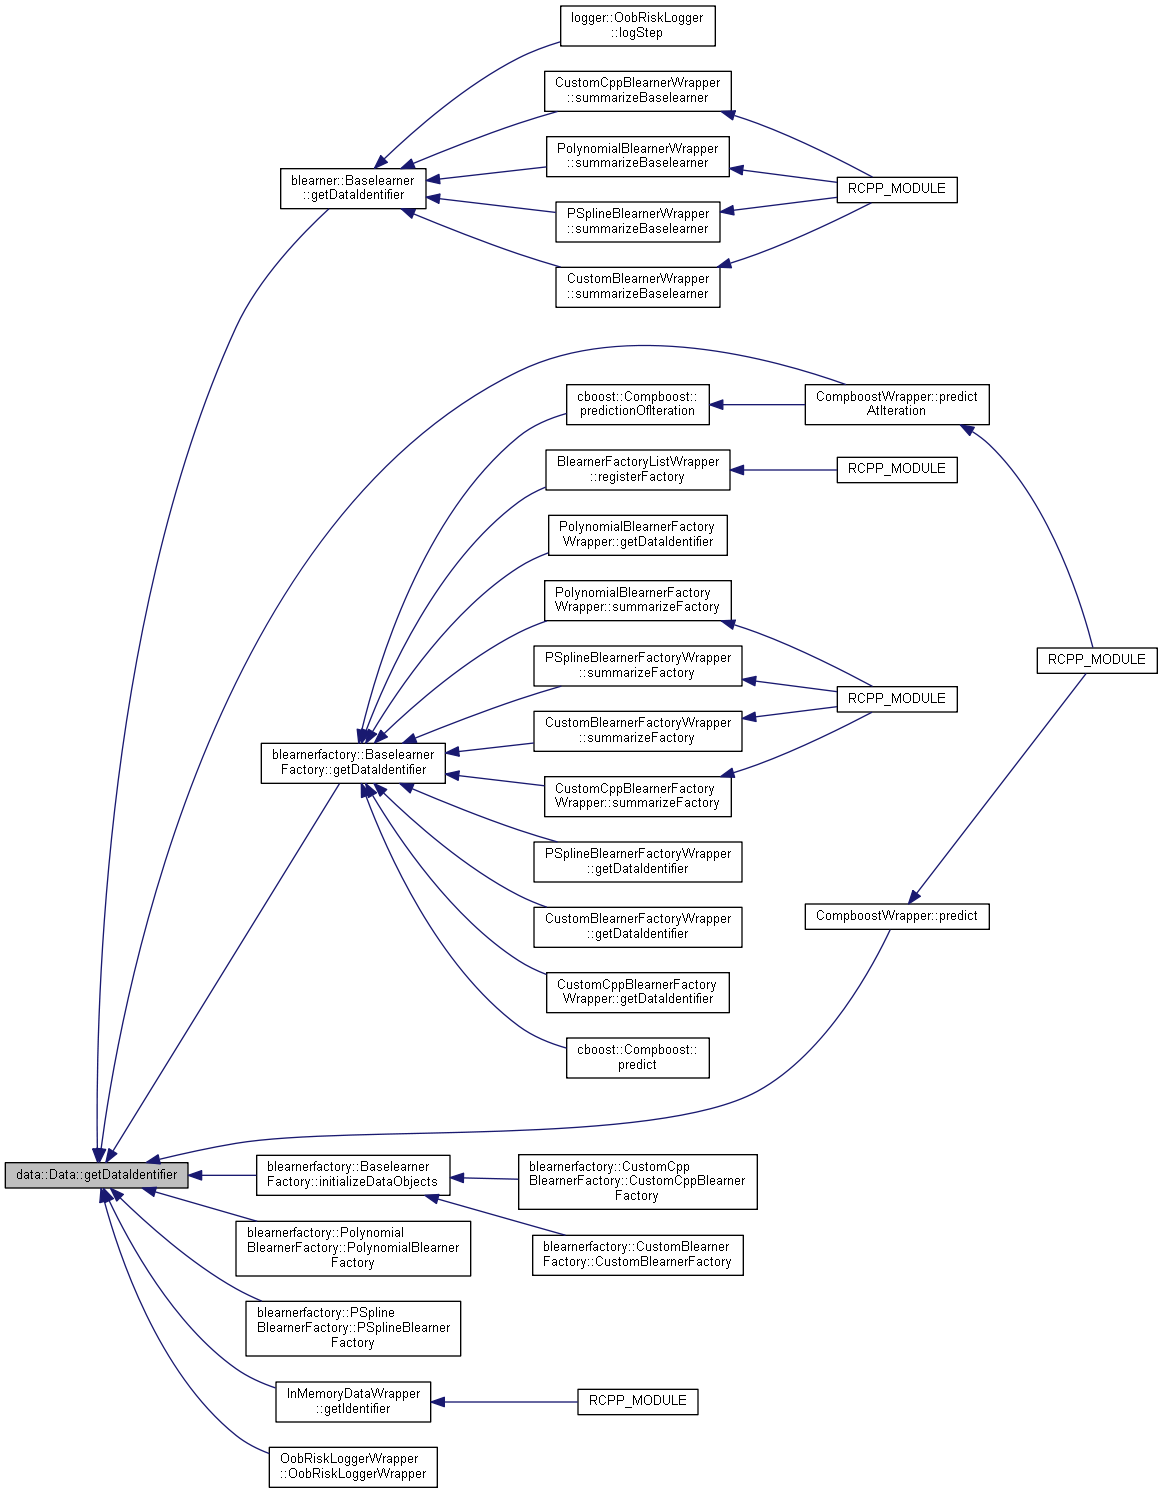 logger::OobRiskLogger
::logStep
CustomCppBlearnerWrapper
::summarizeBaselearner
PolynomialBlearnerWrapper
::summarizeBaselearner
blearner::Baselearner
::getDataIdentifier
RCPP_MODULE
PSplineBlearnerWrapper
::summarizeBaselearner
CustomBlearnerWrapper
::summarizeBaselearner
cboost::Compboost::
predictionOfIteration
CompboostWrapper::predict
AtIteration
BlearnerFactoryListWrapper
::registerFactory
RCPP_MODULE
PolynomialBlearnerFactory
Wrapper::getDataIdentifier
PolynomialBlearnerFactory
Wrapper::summarizeFactory
PSplineBlearnerFactoryWrapper
::summarizeFactory
RCPP_MODULE
RCPP_MODULE
CustomBlearnerFactoryWrapper
::summarizeFactory
blearnerfactory::Baselearner
Factory::getDataIdentifier
CustomCppBlearnerFactory
Wrapper::summarizeFactory
PSplineBlearnerFactoryWrapper
::getDataIdentifier
CustomBlearnerFactoryWrapper
::getDataIdentifier
CompboostWrapper::predict
CustomCppBlearnerFactory
Wrapper::getDataIdentifier
cboost::Compboost::
predict
data::Data::getDataIdentifier
blearnerfactory::Baselearner
Factory::initializeDataObjects
blearnerfactory::CustomCpp
BlearnerFactory::CustomCppBlearner
Factory
blearnerfactory::Polynomial
BlearnerFactory::PolynomialBlearner
Factory
blearnerfactory::CustomBlearner
Factory::CustomBlearnerFactory
blearnerfactory::PSpline
BlearnerFactory::PSplineBlearner
Factory
InMemoryDataWrapper
::getIdentifier
RCPP_MODULE
OobRiskLoggerWrapper
::OobRiskLoggerWrapper